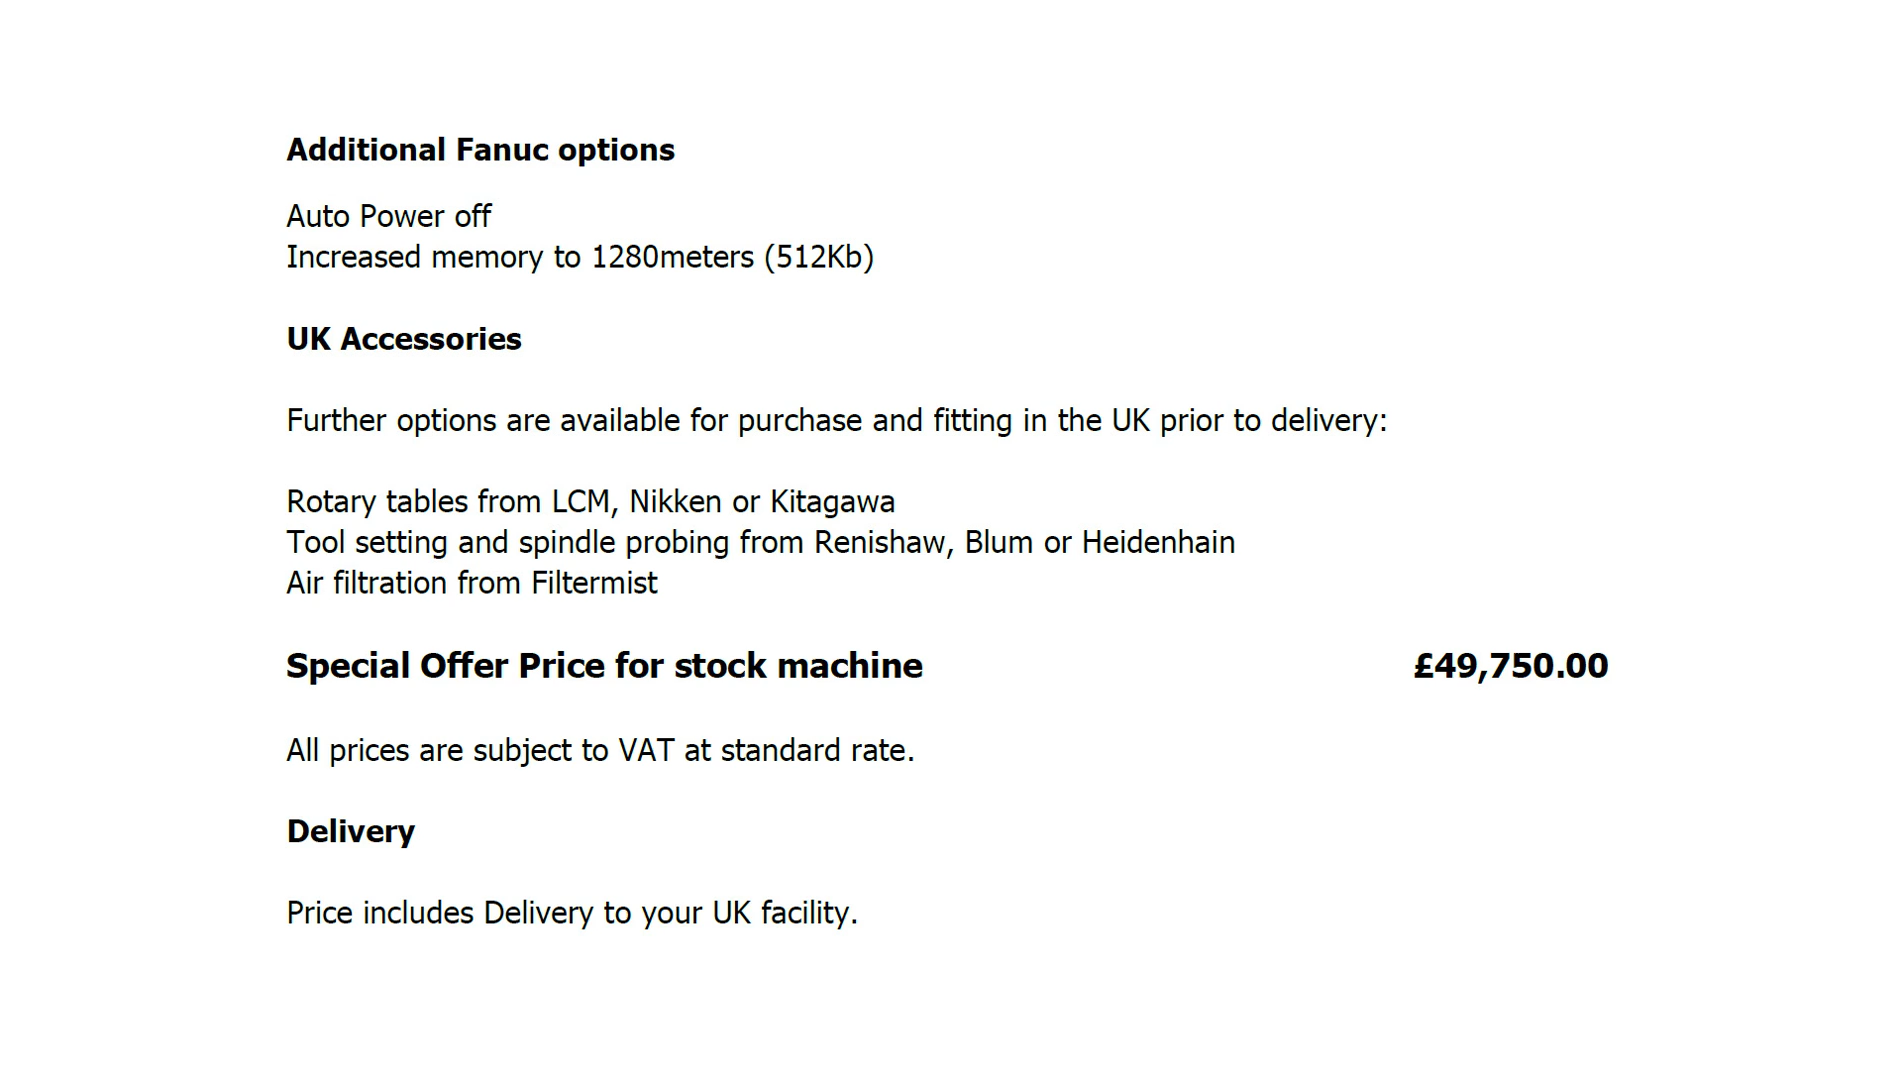 Additional Fanuc options
Auto Power off
Increased memory to 1280meters (512Kb)
UK Accessories
Further options are available for purchase and fitting in the UK prior to delivery:
Rotary tables from LCM, Nikken or Kitagawa
Tool setting and spindle probing from Renishaw, Blum or Heidenhain
Air filtration from Filtermist
Special Offer Price for stock machine £49,750.00
All prices are subject to VAT at standard rate.
Delivery
Price includes Delivery to your UK facility.